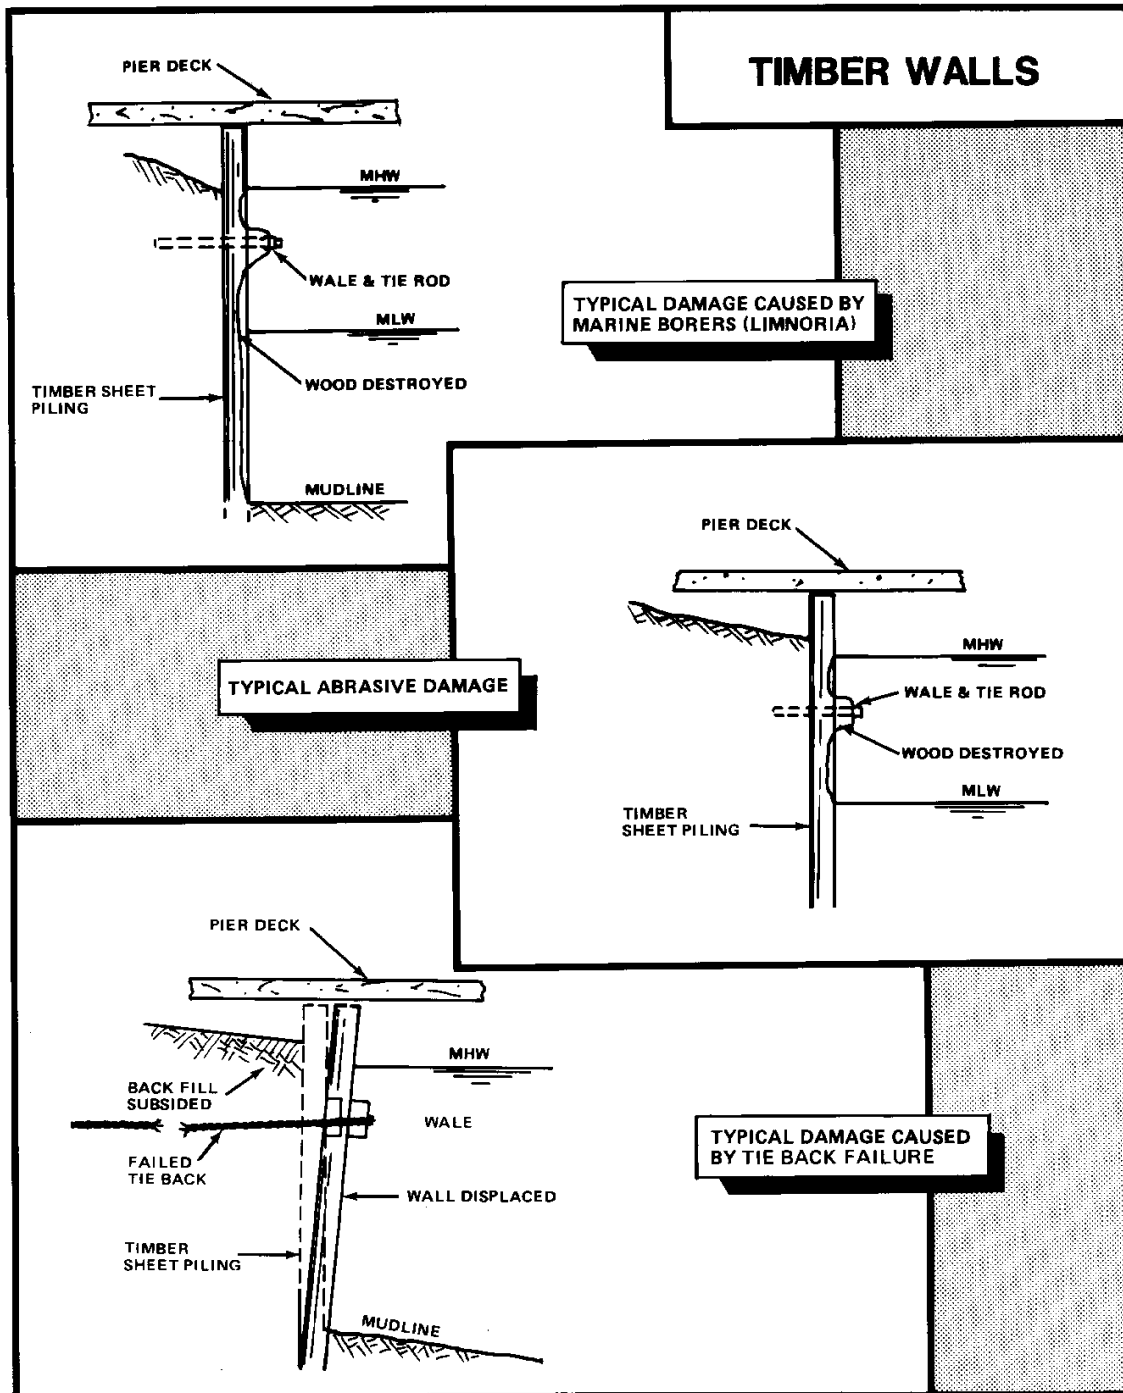 TIMBER WALLS
PIER DECK
MHW
WALE & TIE ROD
MLW
WOOD DESTROYED
TIMBER SHEET
PILING
MUDLINE
TYPICAL DAMAGE CAUSED BY
MARINE BORERS (LIMNORIA)
PIER DECK
MHW
WALE & TIE ROD
WOOD DESTROYED
MLW
TIMBER
SHEET PILING
TYPICAL ABRASIVE DAMAGE
PIER DECK
MHW
BACK FILL
SUBSIDED
WALE
FAILED
TIE BACK
WALL DISPLACED
TIMBER
SHEET PILING
MUDLINE
TYPICAL DAMAGE CAUSED
BY TIE BACK FAILURE